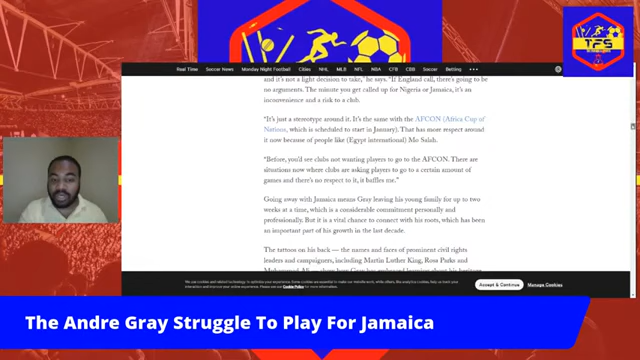 TFS
Real Time Soccer News Monday Night Football Cities NHL MLB NFL NBA CFB CBB Soccer Betting
and it's not a light decision to take," he says. "If England call, there's going to be
no arguments. The minute you get called up for Nigeria or Jamaica, it's an
inconvenience and a risk to a club.
"It's just a stereotype around it. It's the same with the AFCON (Africa Cup of
Nations, which is scheduled to start in January). That has more respect around
it now because of people like (Egypt international) Mo Salah.
"Before, you'd see clubs not wanting players to go to the AFCON. There are
situations now where clubs are asking players to go to a certain amount of
games and there's no respect to it, it baffles me."
Going away with Jamaica means Gray leaving his young family for up to two
weeks at a time, which is a considerable commitment personally and
professionally. But it is a vital chance to connect with his roots, which has been
an important part of his growth in the last decade.
The tattoos on his back — the names and faces of prominent civil rights
leaders and campaigners, including Martin Luther King, Rosa Parks and
Accept & Continue
Manage Cookies
Cookie Policy
The Andre Gray Struggle To Play For Jamaica